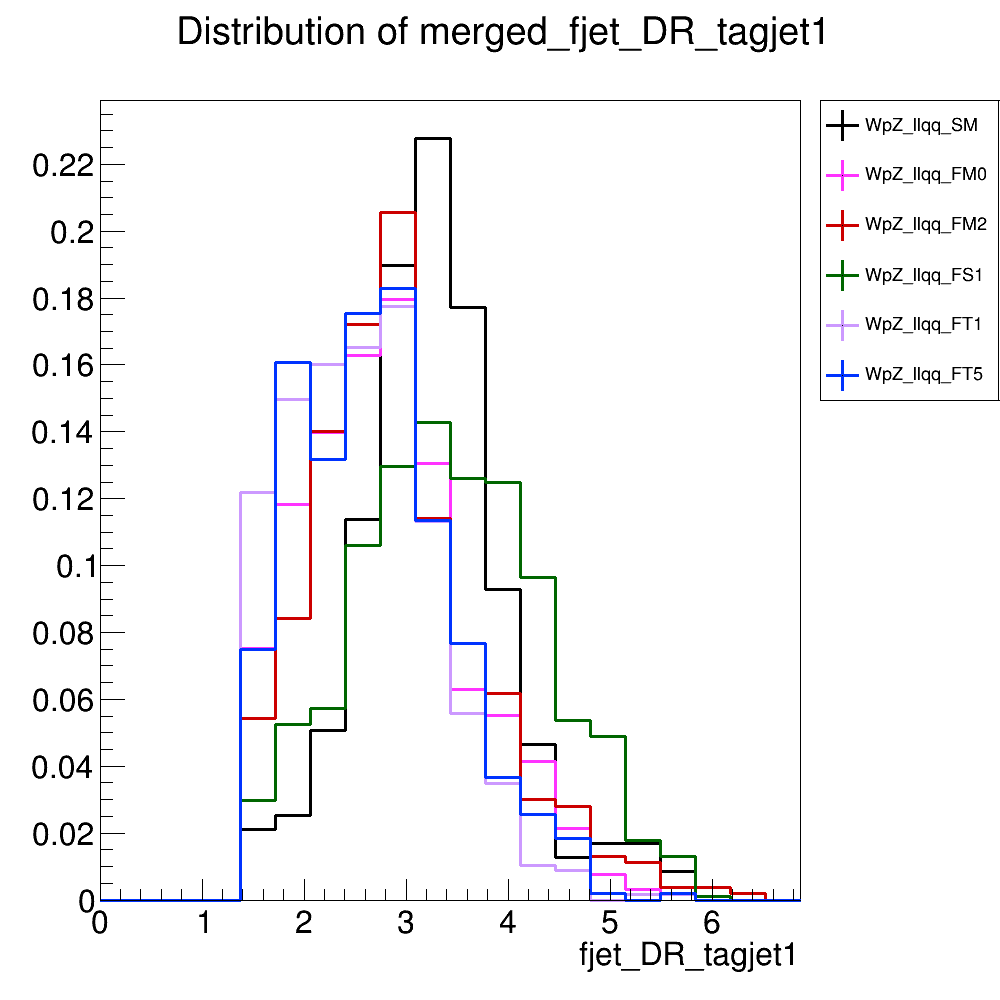 Distribution of merged_fjet_DR_tagjet1
WpZ_llqq_SM
WpZ_llqq_FM0
WpZ_llqq_FM2
WpZ_llqq_FS1
WpZ_llqq_FT1
WpZ_llqq_FT5
0.22
0.2
0.18
0.16
0.14
0.12
0.1
0.08
0.06
0.04
0.02
0
0 1 2 3 4 5 6
fjet_DR_tagjet1